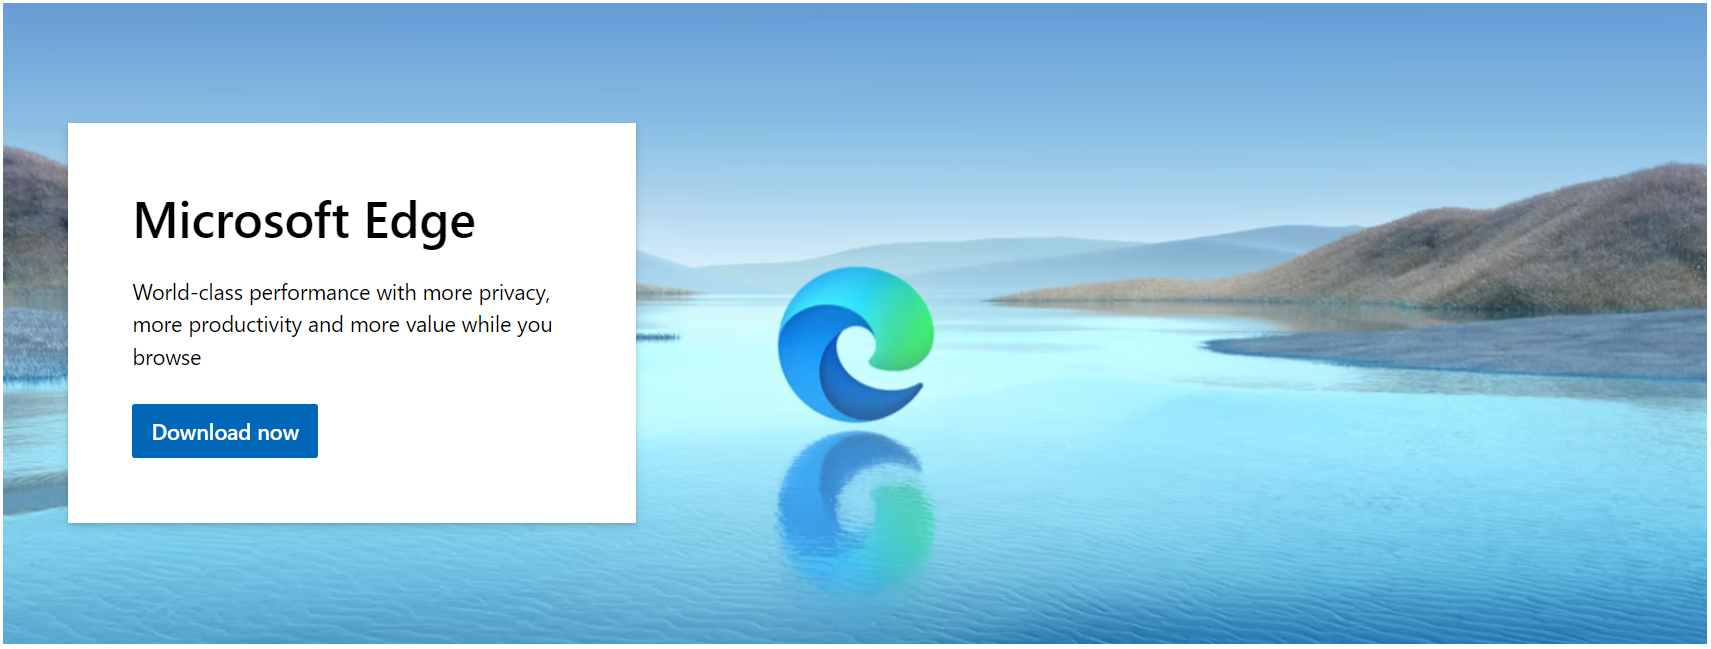 Microsoft Edge
World-class performance with more privacy,
more productivity and more value while you
browse
Download now